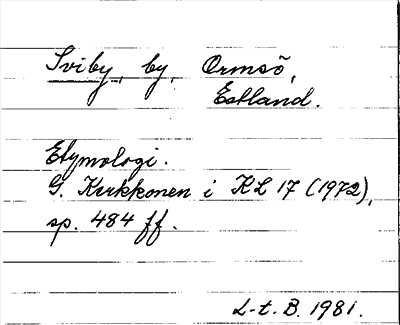 Sviby, by, Ormsö,
Estland.
Etymologi.
G. Kerkkonen i KL 17 (1972),
sp. 484 ff.
L-t. B. 1981.